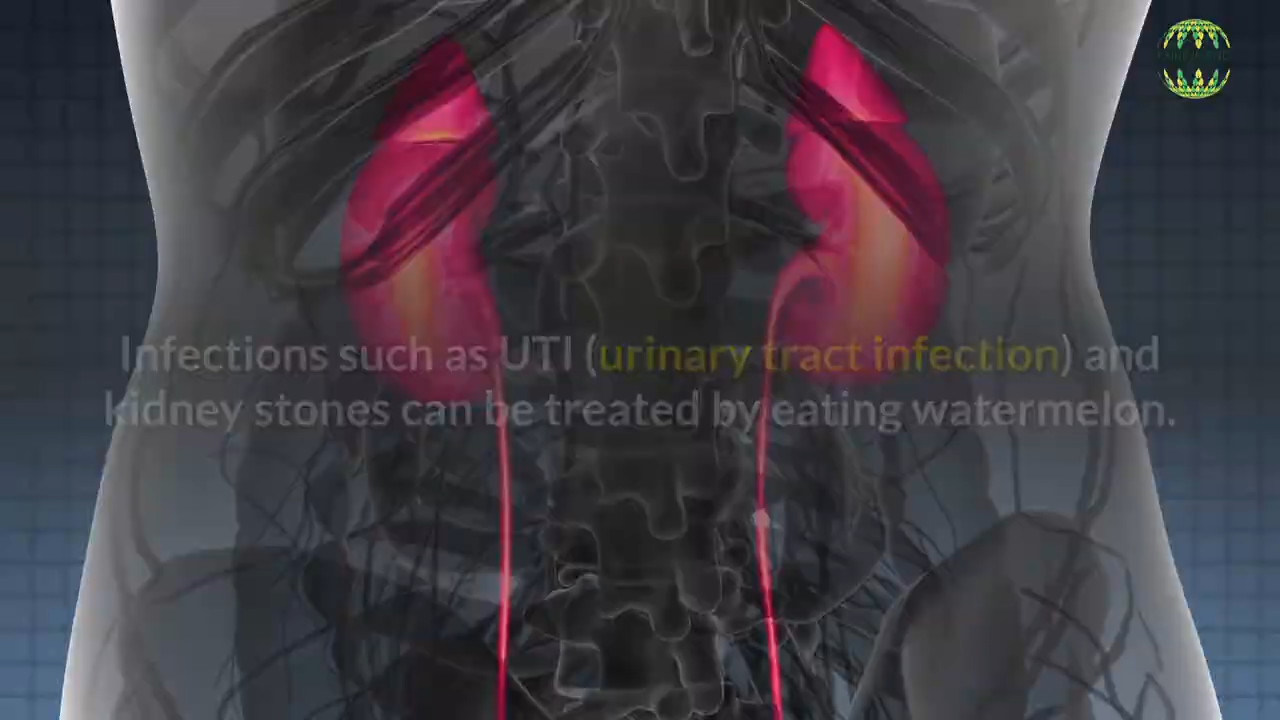 Infections such as UTI (urinary tract infection) and
kidney stones can be treated by eating watermelon.